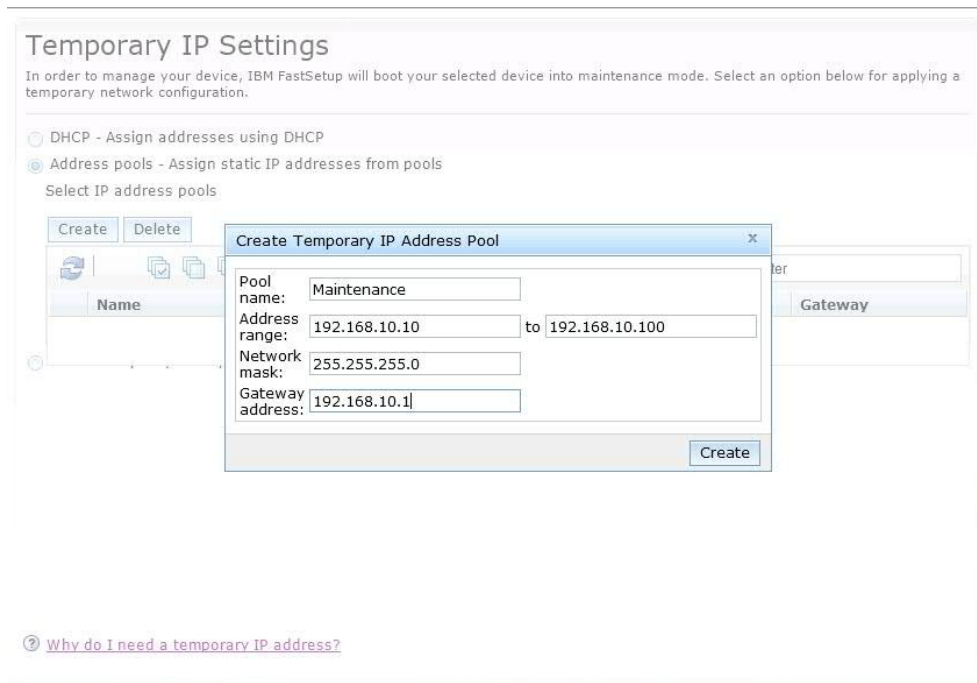 Temporary IP Settings
In order to manage your device, IBM FastSetup will boot your selected device into maintenance mode. Select an option below for applying a
temporary network configuration.
DHCP - Assign addresses using DHCP
Address pools - Assign static IP addresses from pools
Select IP address pools
Create Delete
Create Temporary IP Address Pool x
Name Gateway
Pool
name: Maintenance
Address
range: 192.168.10.10 to 192.168.10.100
Network
mask: 255.255.255.0
Gateway
address: 192.168.10.1
Create
Why do I need a temporary IP address?